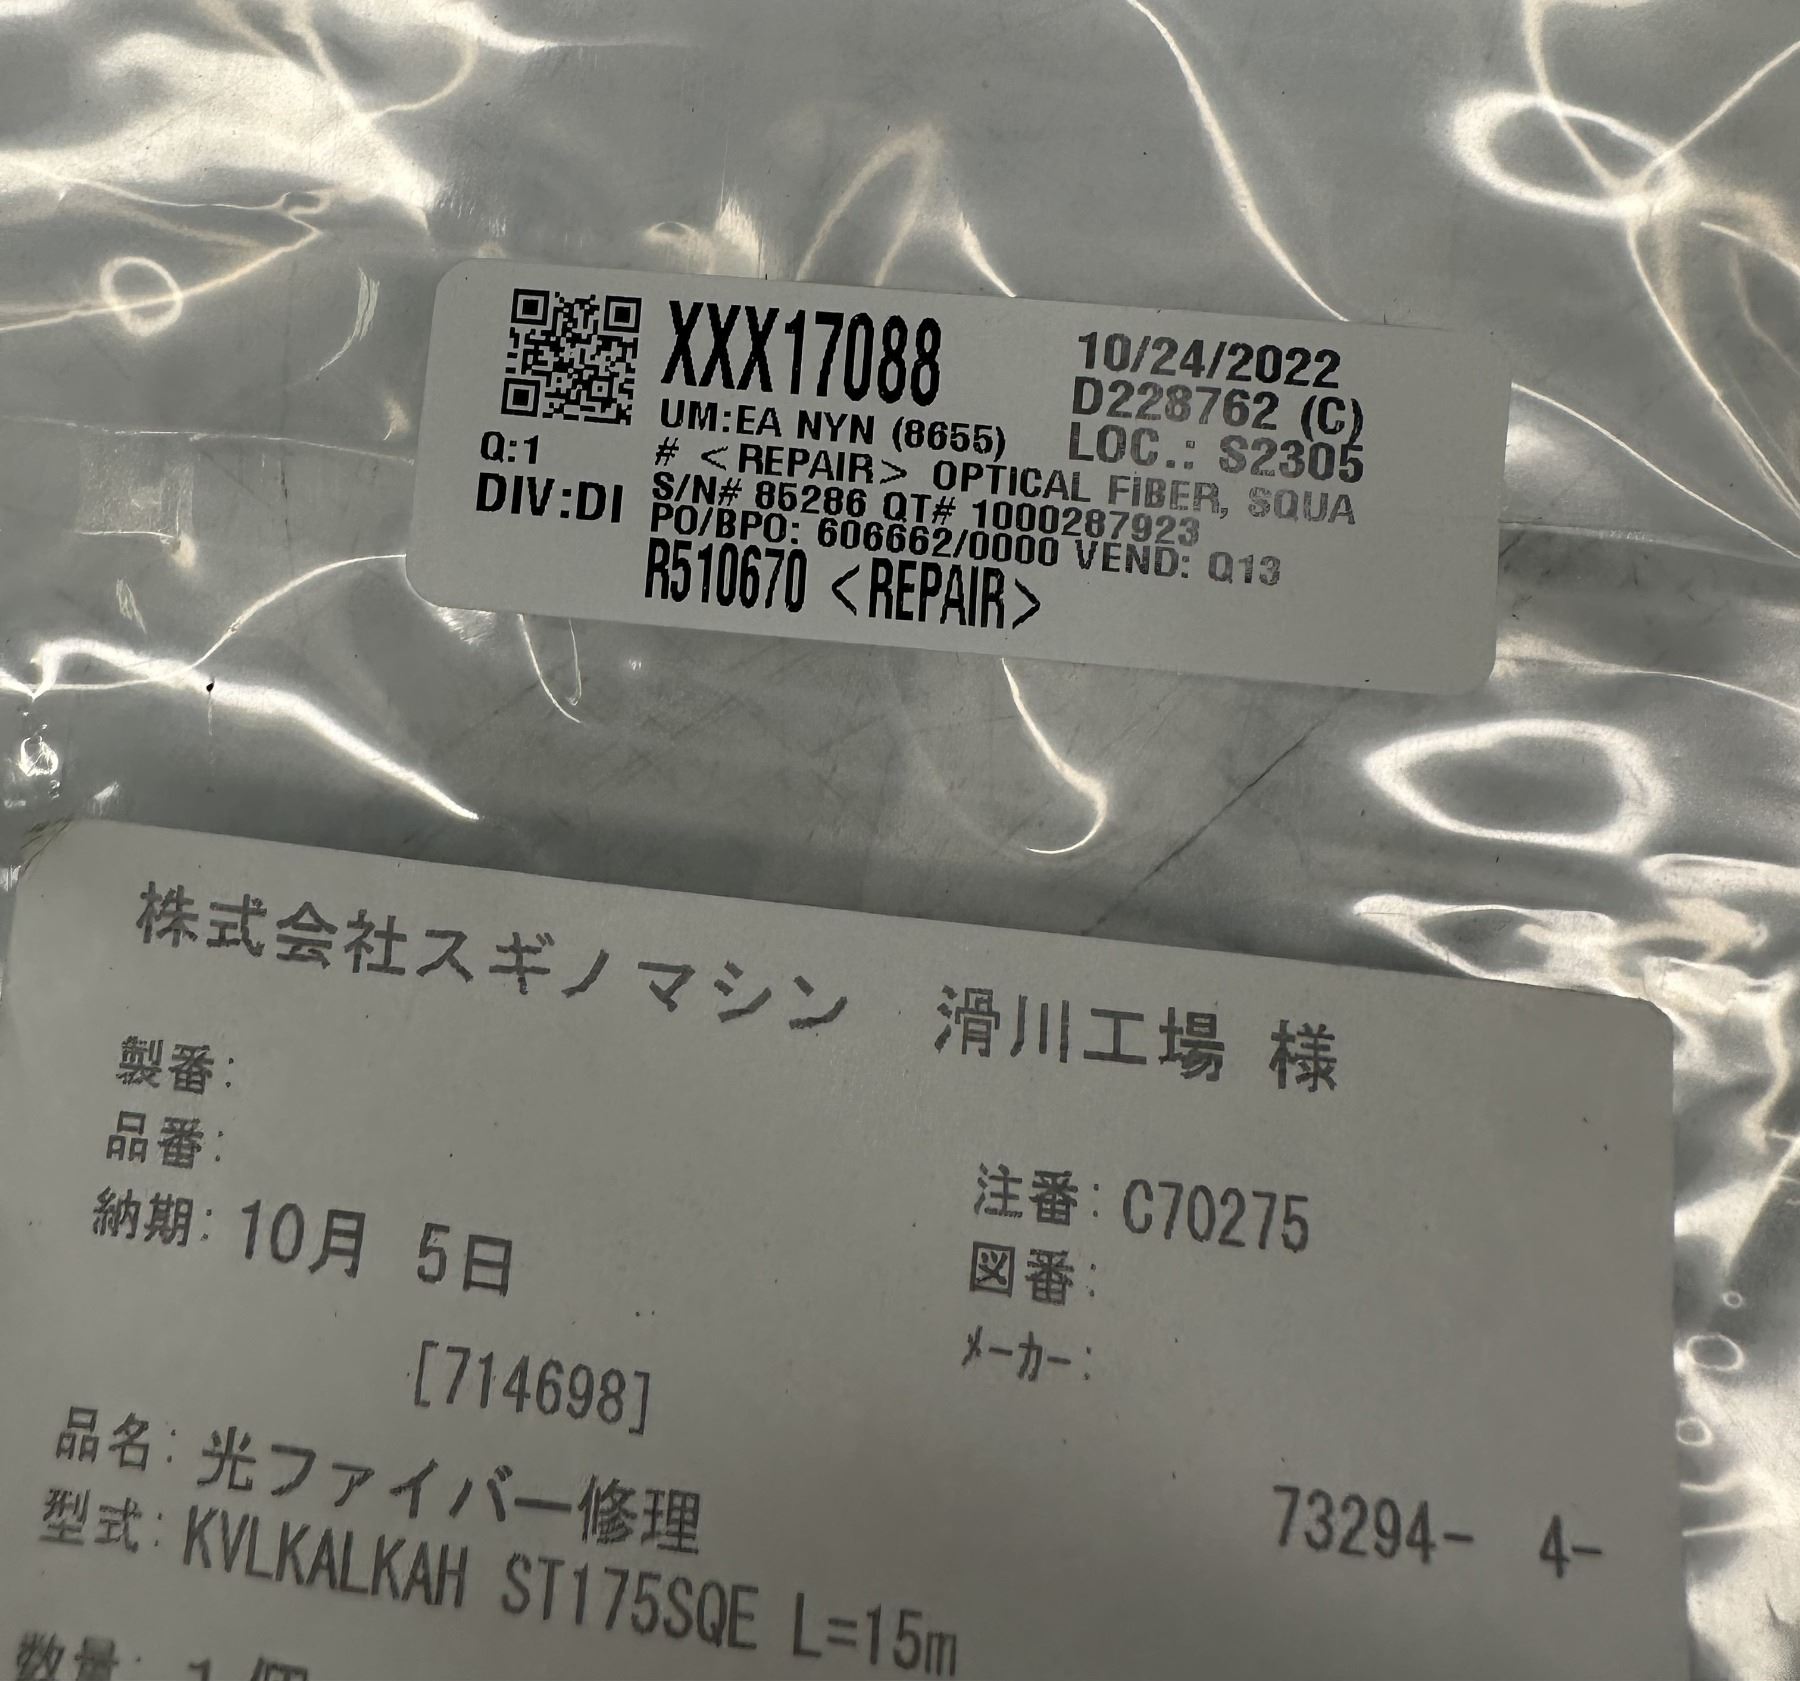 XXX17088
10/24/2022
UM:EA NYN (8655)
D228762 (C)
Q:1
# <REPAIR> OPTICAL FIBER, SQUA
LOC.: S2305
DIV:DI
S/N# 85286 QT# 1000287923
PO/BPO: 606662/0000 VEND: Q13
R510670 <REPAIR>
株式会社スギノマシン 滑川工場 様
製番:
品番:
納期: 10月 5日
注番: C70275
図番:
メーカー:
[714698]
品名: 光ファイバー修理
73294- 4-
型式: KVLKALKAH ST175SQE L=15m
数量: 1個